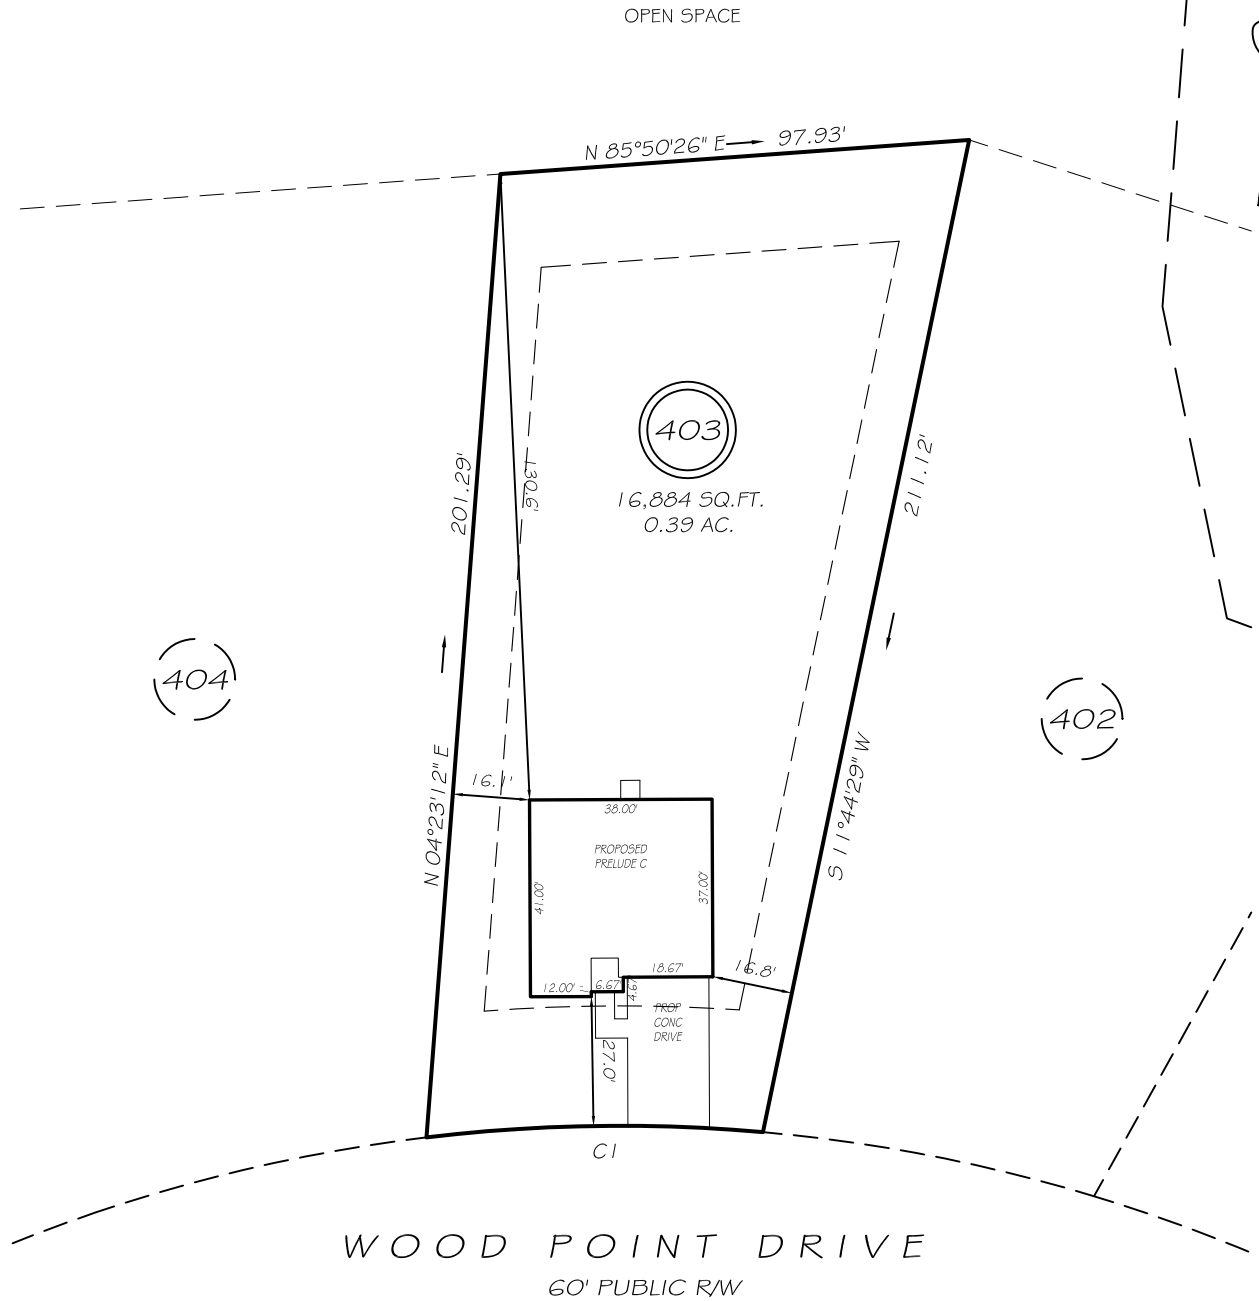 OPEN SPACE
N 85°50'26" E 97.93'
403
16,884 SQ.FT.
0.39 AC.
201.29'
130.6'
211.12'
404
402
N 04°23'12" E
16.1'
S 11°44'29" W
38.00'
PROPOSED
PRELUDE C
41.00'
37.00'
18.67'
16.8'
12.00'
6.67'
4.67'
PROP
CONC
DRIVE
27.0'
C1
WOOD POINT DRIVE
60' PUBLIC R/W